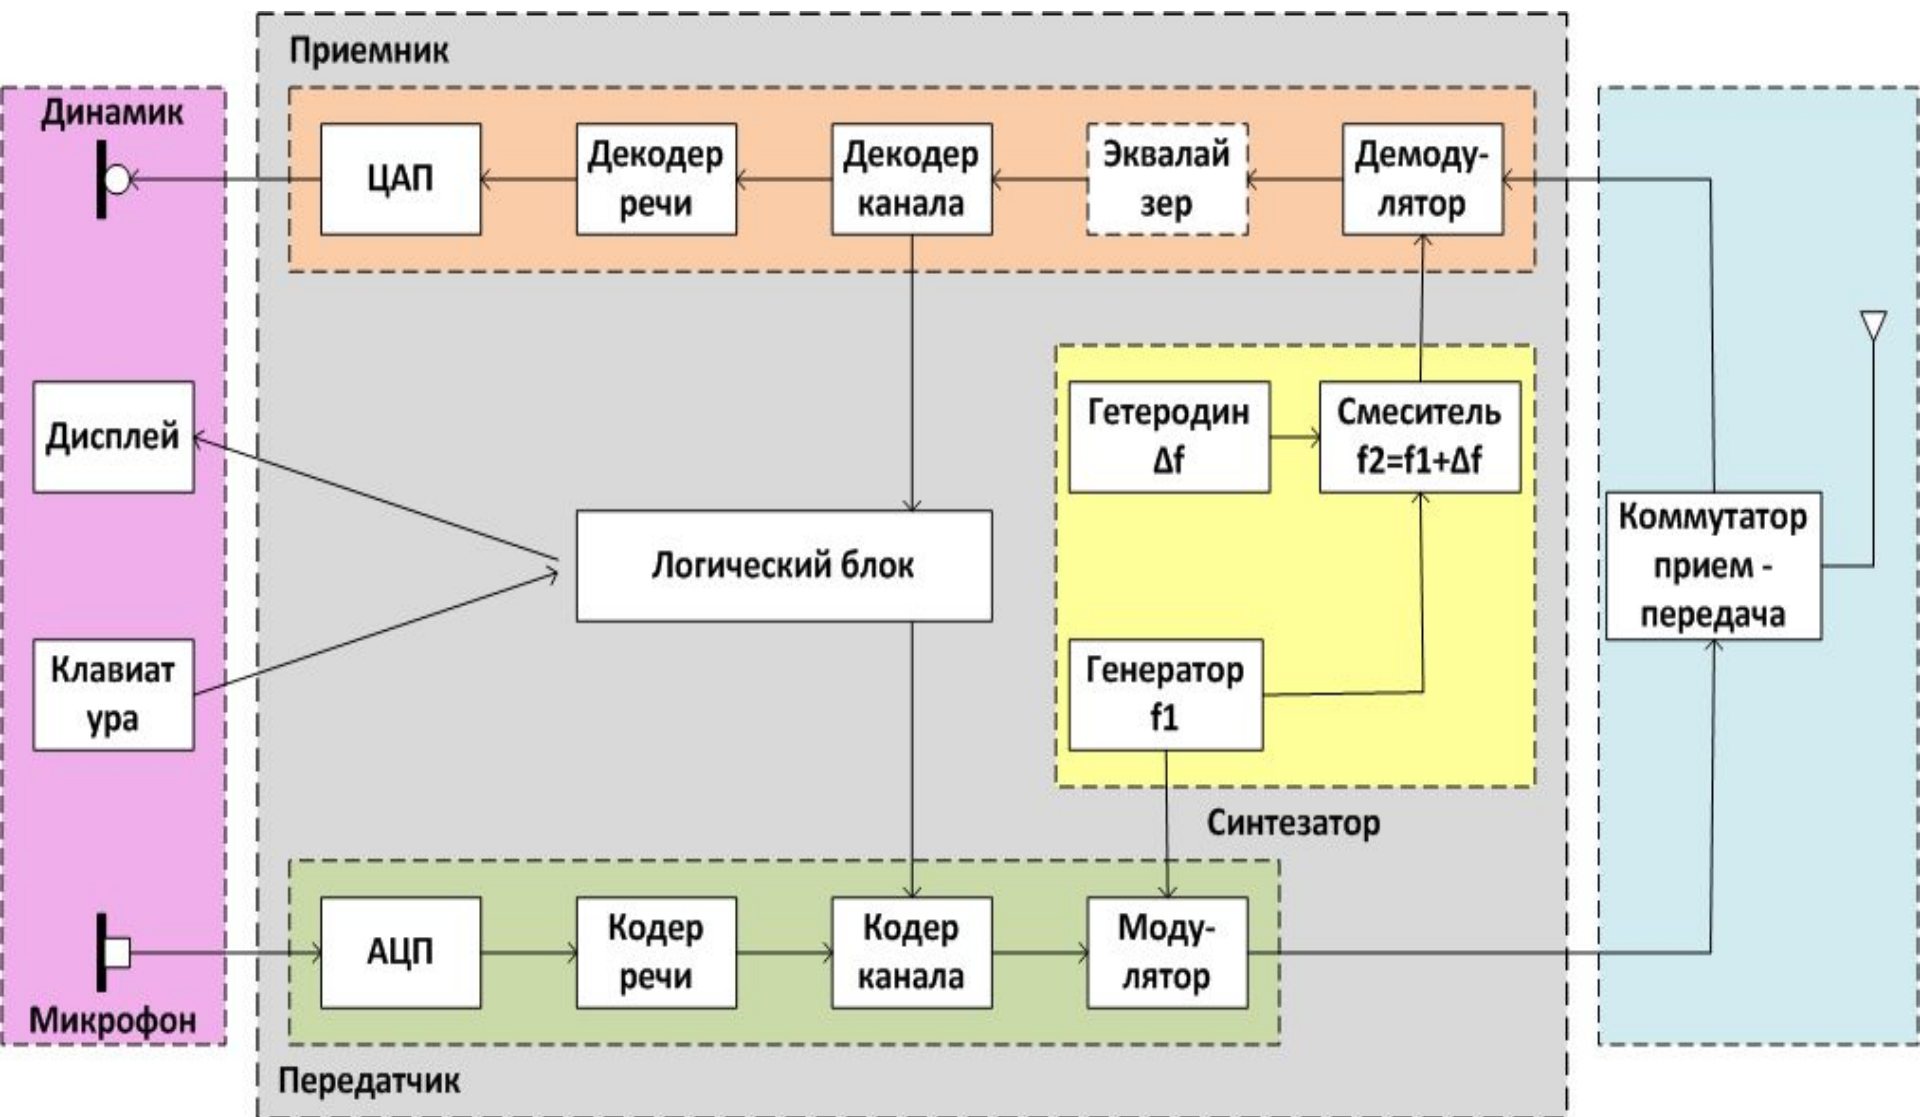 Приемник
Динамик
ЦАП
Декодер
речи
Декодер
канала
Эквалай
зер
Демоду-
лятор
Дисплей
Гетеродин
Δf
Смеситель
f2=f1+Δf
Логический блок
Коммутатор
прием -
передача
Клавиат
ура
Генератор
f1
Синтезатор
АЦП
Кодер
речи
Кодер
канала
Моду-
лятор
Микрофон
Передатчик